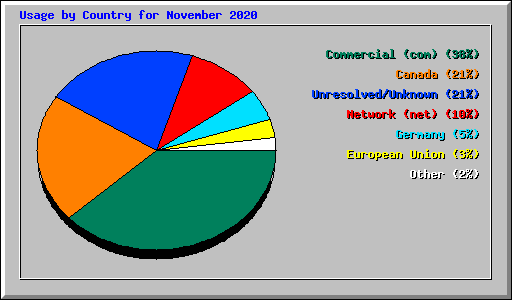 Usage by Country for November 2020
Commercial (com) (38%)
Canada (21%)
Unresolved/Unknown (21%)
Network (net) (10%)
Germany (5%)
European Union (3%)
Other (2%)